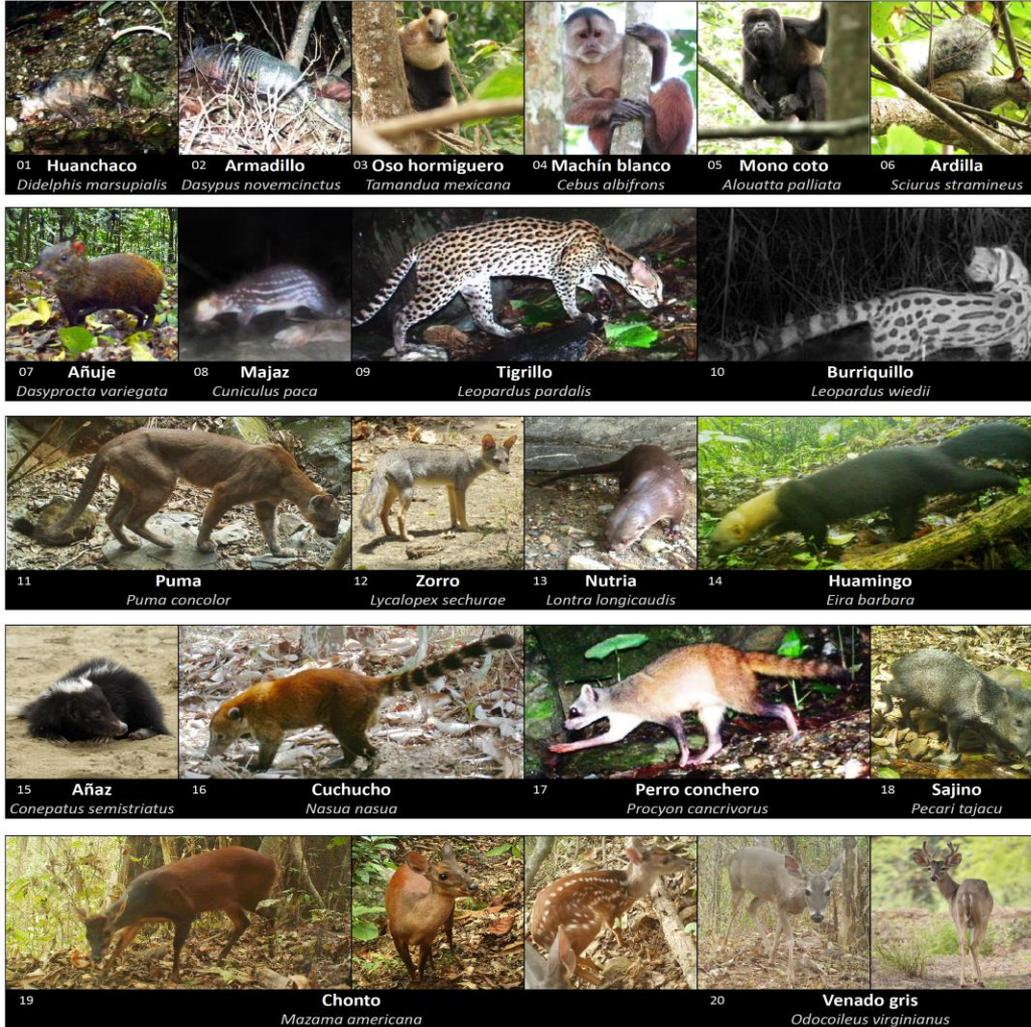 01 Huanchaco
Didelphis marsupialis
02 Armadillo
Dasypus novemcinctus
03 Oso hormiguero
Tamandua mexicana
04 Machín blanco
Cebus albifrons
05 Mono coto
Alouatta palliata
06 Ardilla
Sciurus stramineus
07 Añuje
Dasyprocta variegata
08 Majaz
Cuniculus paca
09 Tigrillo
Leopardus pardalis
10 Burriquillo
Leopardus wiedii
11 Puma
Puma concolor
12 Zorro
Lycalopex sechurae
13 Nutria
Lontra longicaudis
14 Huamingo
Eira barbara
15 Añaz
Conepatus semistriatus
16 Cuchucho
Nasua nasua
17 Perro conchero
Procyon cancrivorus
18 Sajino
Pecari tajacu
19 Chonto
Mazama americana
20 Venado gris
Odocoileus virginianus